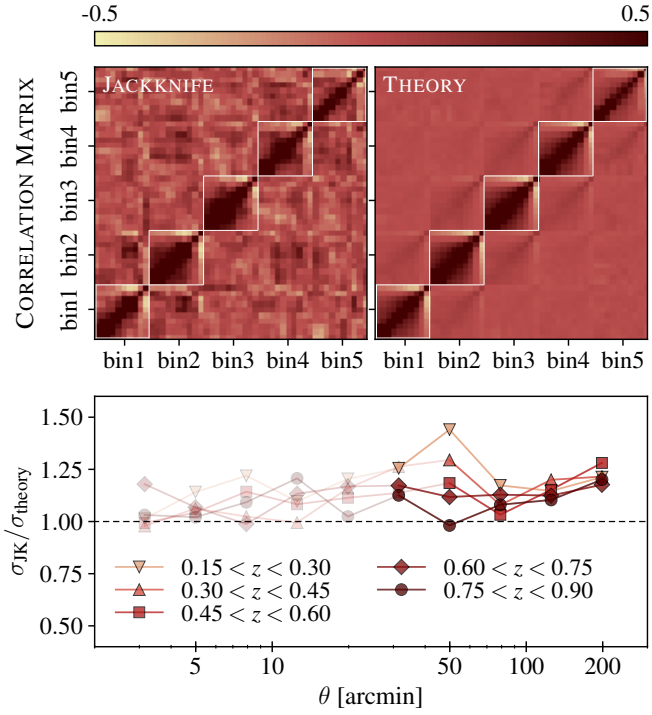 -0.5 0.5
JACKKNIFE THEORY
CORRELATION MATRIX
bin5
bin4
bin3
bin2
bin1
bin1 bin2 bin3 bin4 bin5 bin1 bin2 bin3 bin4 bin5
σJK/σtheory
1.50
1.25
1.00
0.75
0.50
0.15 < z < 0.30
0.30 < z < 0.45
0.45 < z < 0.60
0.60 < z < 0.75
0.75 < z < 0.90
5 10 50 100 200
θ [arcmin]